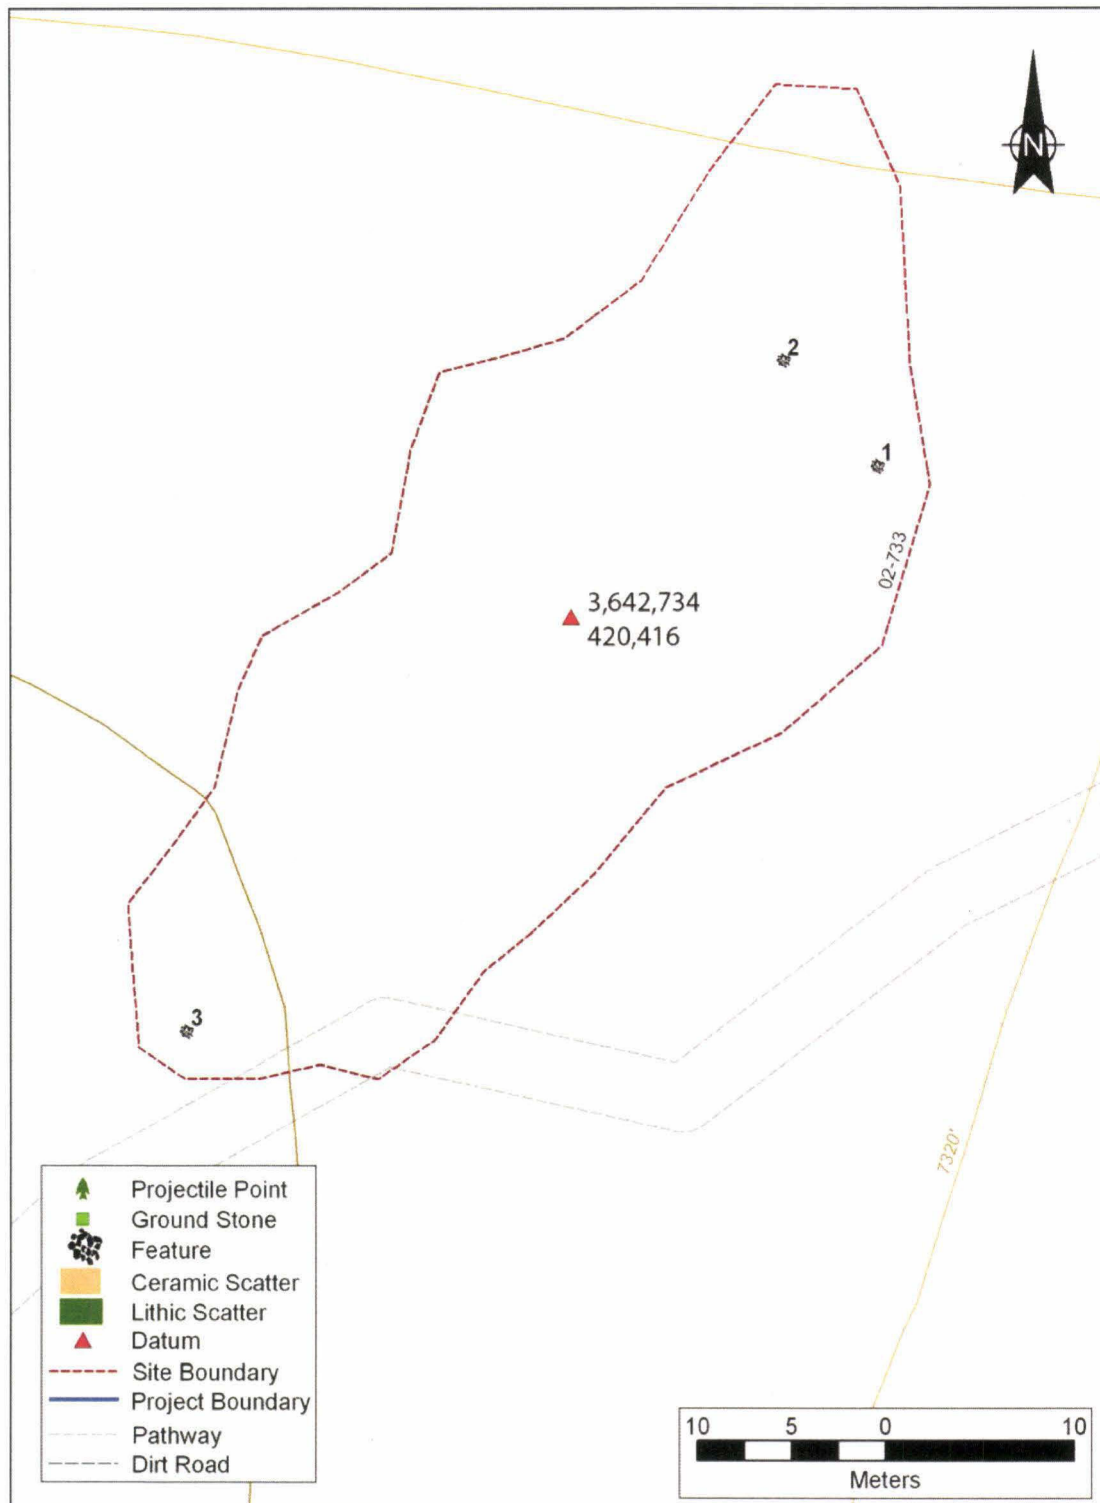 N
2
1
02-733
3,642,734
420,416
3
7320'
Projectile Point
Ground Stone
Feature
Ceramic Scatter
Lithic Scatter
Datum
Site Boundary
Project Boundary
Pathway
Dirt Road
10 5 0 10
Meters